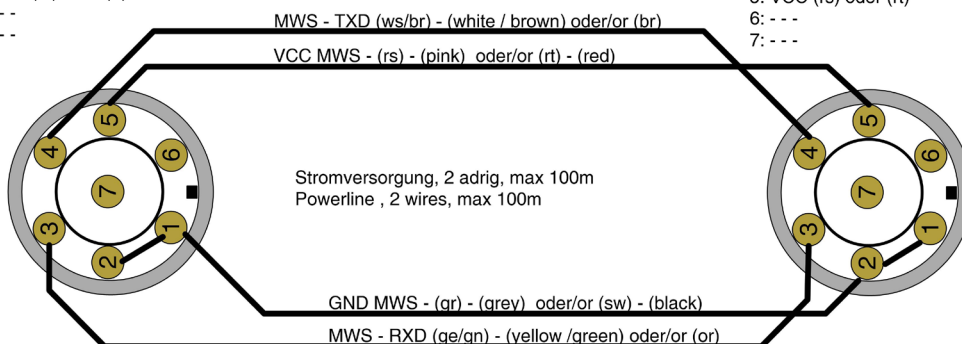 - -
- -
MWS - TXD (ws/br) - (white / brown) oder/or (br)
6: - - -
7: - - -
VCC MWS - (rs) - (pink) oder/or (rt) - (red)
5
4
6
7
3
1
2
5
4
6
7
3
1
2
Stromversorgung, 2 adrig, max 100m
Powerline , 2 wires, max 100m
GND MWS - (gr) - (grey) oder/or (sw) - (black)
MWS - RXD (ge/gn) - (yellow /green) oder/or (or)